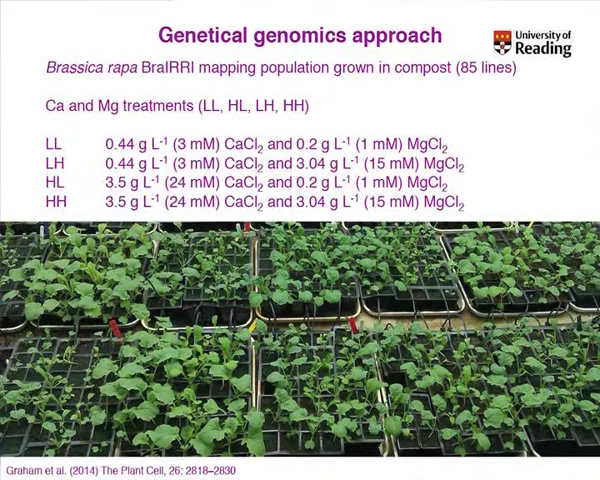 Genetical genomics approach
University of
Reading
Brassica rapa BraIRRI mapping population grown in compost (85 lines)
Ca and Mg treatments (LL, HL, LH, HH)
LL 0.44 g L⁻¹ (3 mM) CaCl₂ and 0.2 g L⁻¹ (1 mM) MgCl₂
LH 0.44 g L⁻¹ (3 mM) CaCl₂ and 3.04 g L⁻¹ (15 mM) MgCl₂
HL 3.5 g L⁻¹ (24 mM) CaCl₂ and 0.2 g L⁻¹ (1 mM) MgCl₂
HH 3.5 g L⁻¹ (24 mM) CaCl₂ and 3.04 g L⁻¹ (15 mM) MgCl₂
Graham et al. (2014) The Plant Cell, 26: 2818–2830